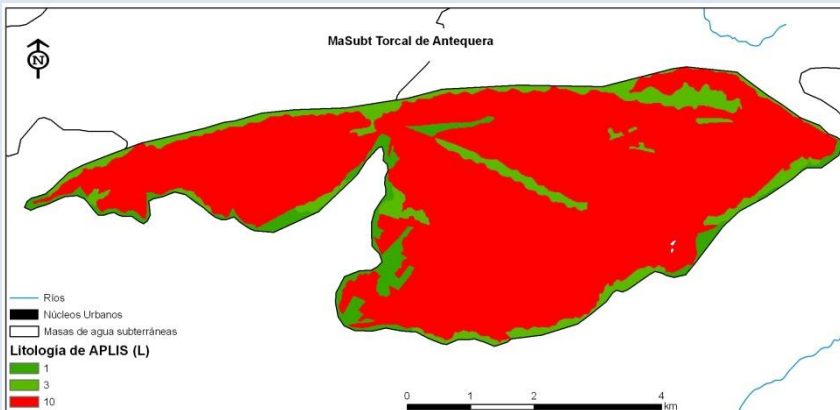 MaSubt Torcal de Antequera
N
Ríos
Núcleos Urbanos
Masas de agua subterráneas
Litología de APLIS (L)
1
3
10
0 1 2 4
km